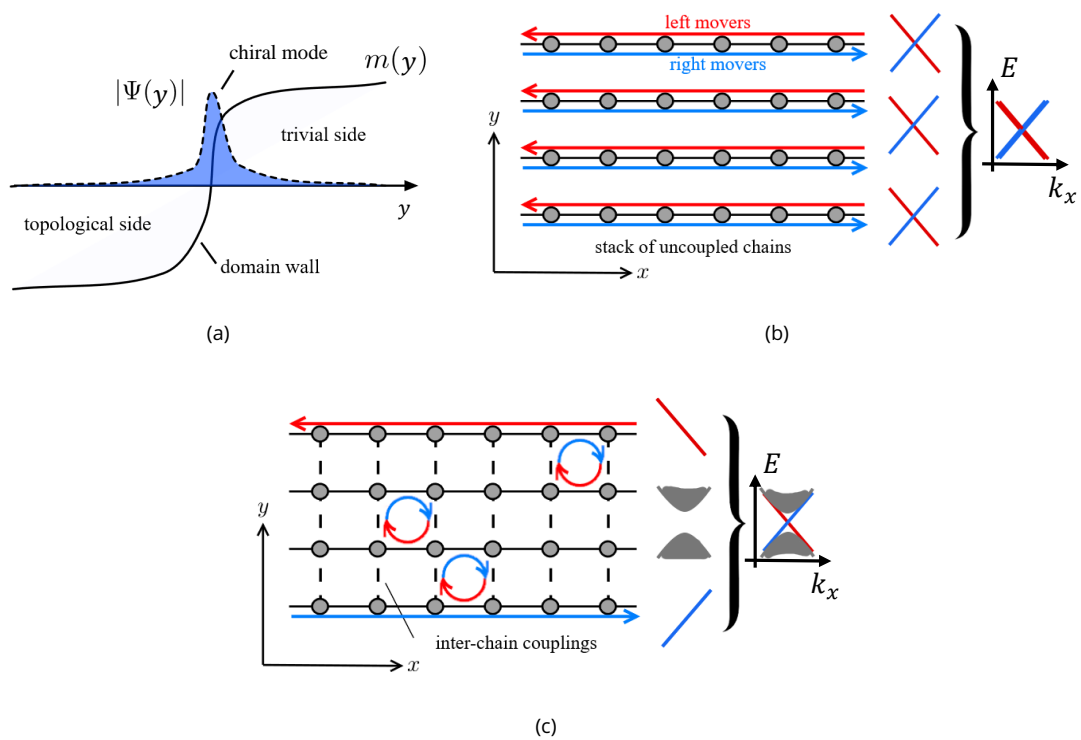 chiral mode
m(y)
|Ψ(y)|
trivial side
y
topological side
domain wall
(a)
left movers
right movers
y
E
k_x
stack of uncoupled chains
x
(b)
y
E
k_x
inter-chain couplings
x
(c)